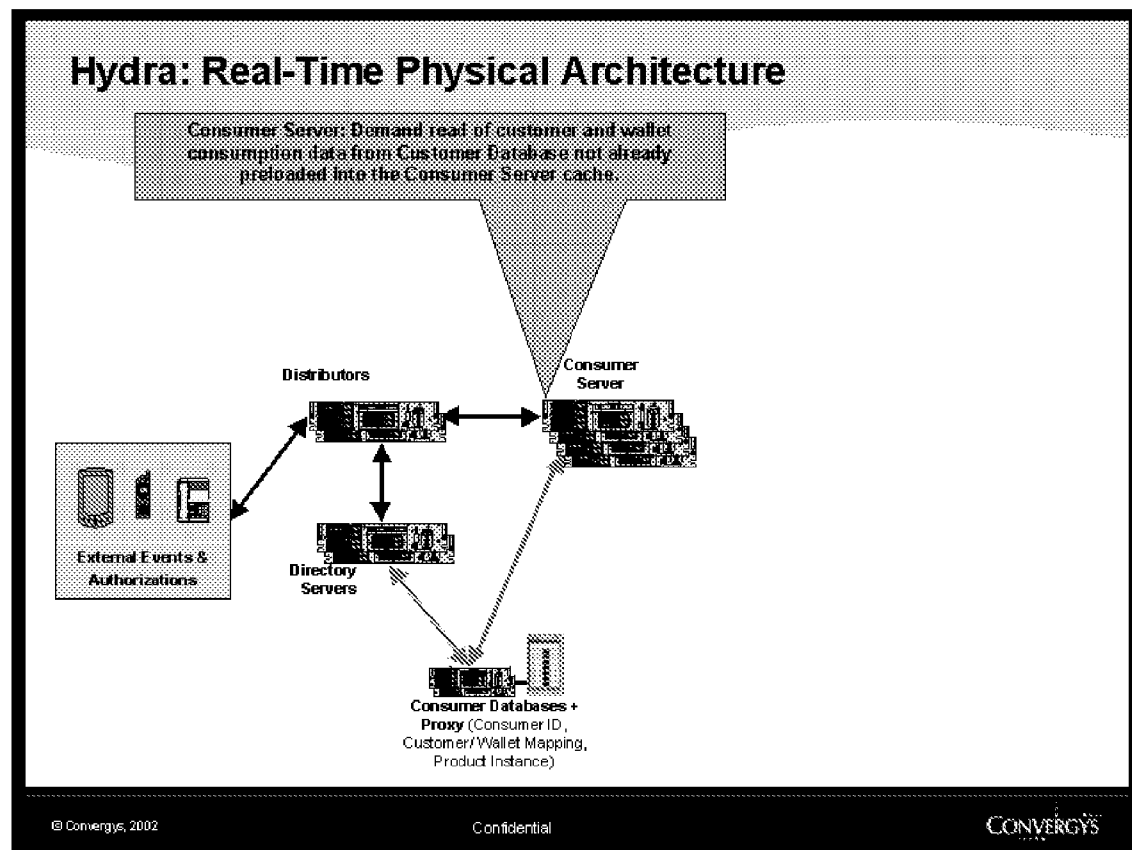 Hydra: Real-Time Physical Architecture
Consumer Server: Demand read of customer and wallet
consumption data from Customer Database not already
preloaded into the Consumer Server cache.
Distributors
Consumer
Server
External Events &
Authorizations
Directory
Servers
Consumer Databases +
Proxy (Consumer ID,
Customer/Wallet Mapping,
Product Instance)
© Convergys, 2002
Confidential
CONVERGYS